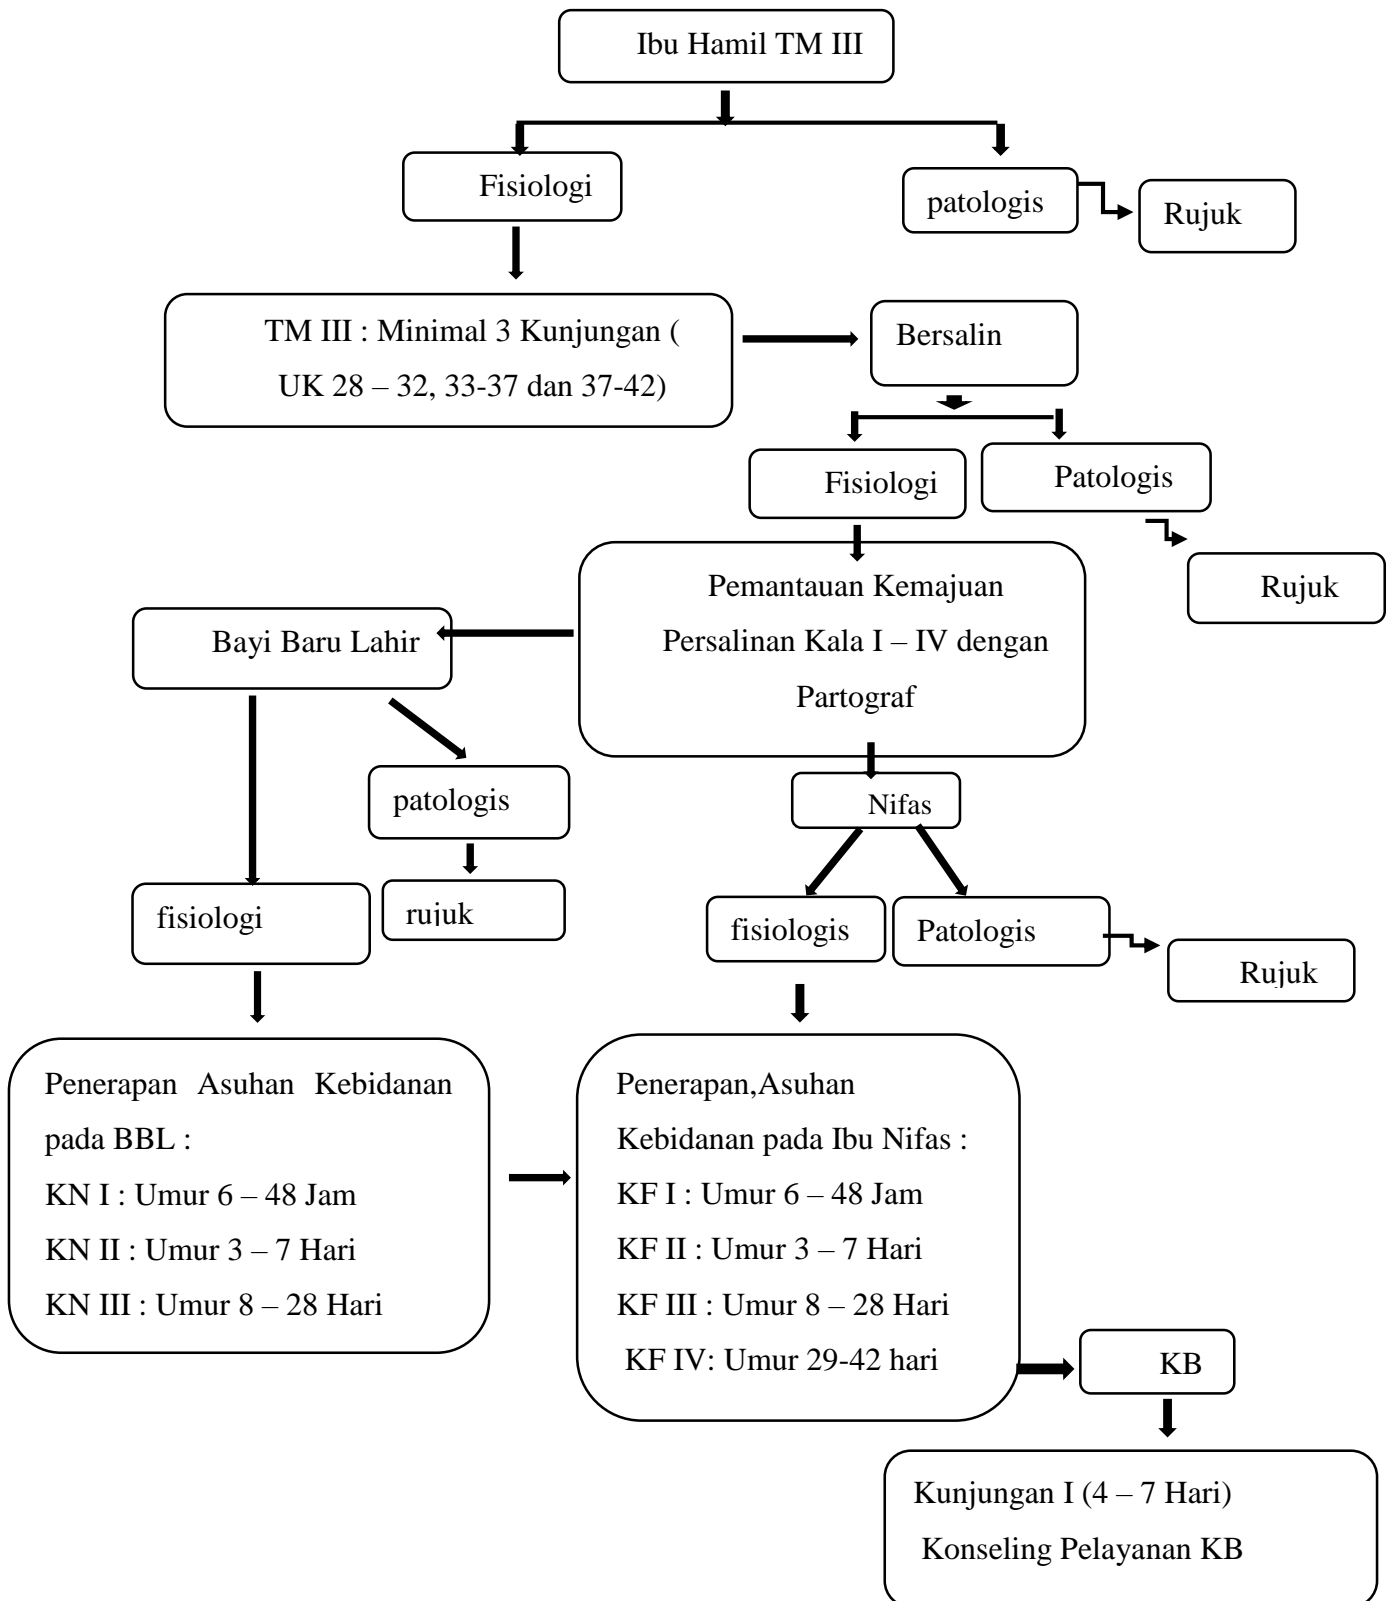 Ibu Hamil TM III
Fisiologi
patologis
Rujuk
TM III : Minimal 3 Kunjungan (
UK 28 – 32, 33-37 dan 37-42)
Bersalin
Fisiologi
Patologis
Rujuk
Pemantauan Kemajuan
Persalinan Kala I – IV dengan
Partograf
Bayi Baru Lahir
patologis
rujuk
fisiologi
Nifas
fisiologis
Patologis
Rujuk
Penerapan Asuhan Kebidanan
pada BBL :
KN I : Umur 6 – 48 Jam
KN II : Umur 3 – 7 Hari
KN III : Umur 8 – 28 Hari
Penerapan,Asuhan
Kebidanan pada Ibu Nifas :
KF I : Umur 6 – 48 Jam
KF II : Umur 3 – 7 Hari
KF III : Umur 8 – 28 Hari
KF IV: Umur 29-42 hari
KB
Kunjungan I (4 – 7 Hari)
Konseling Pelayanan KB